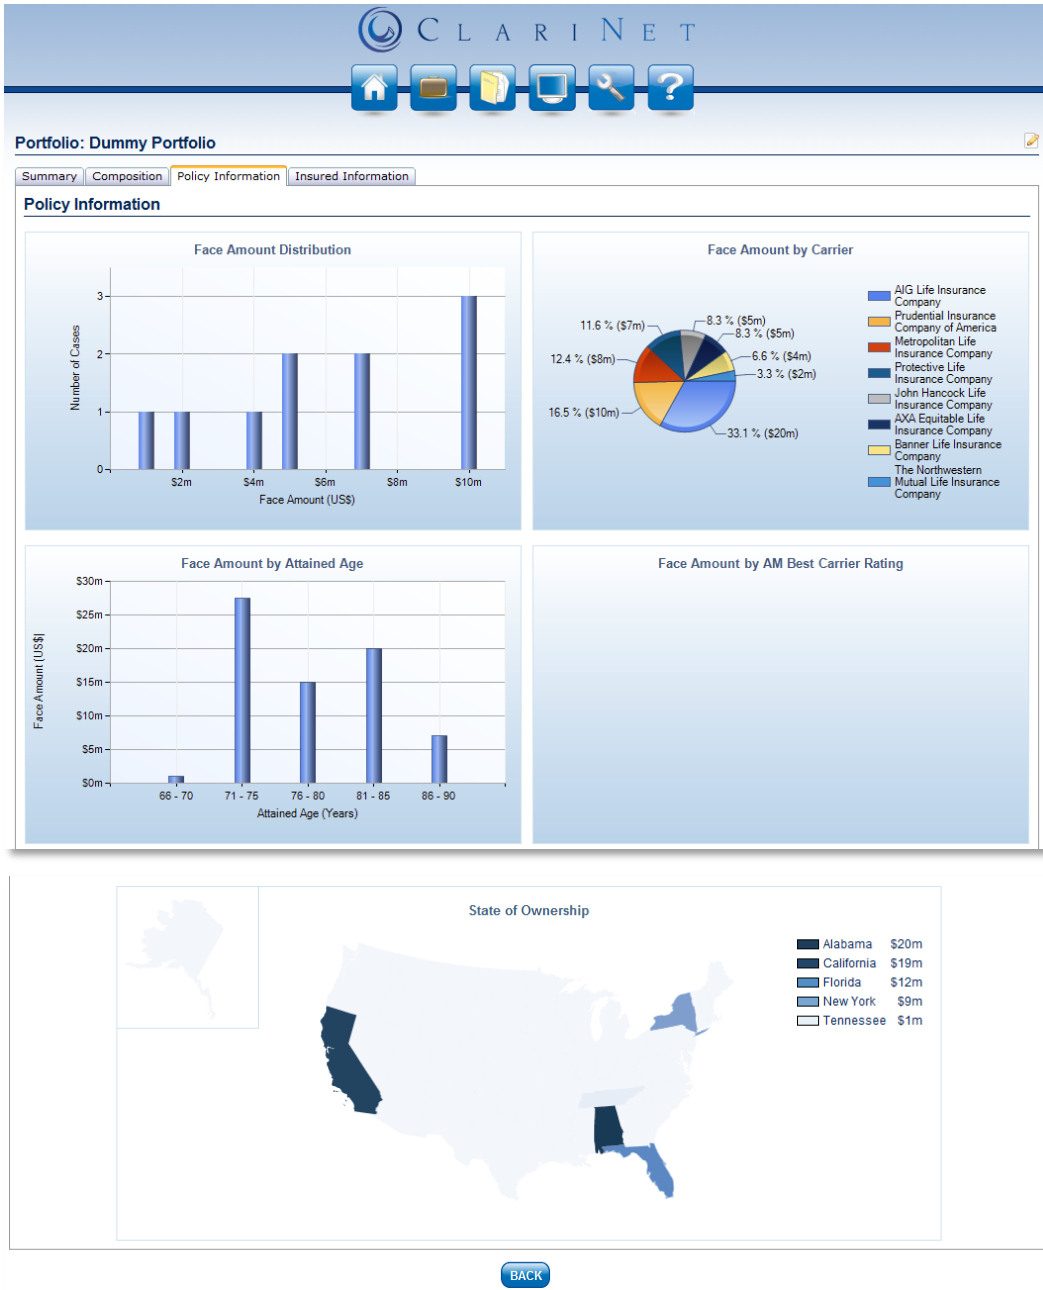 CLARINET
Portfolio: Dummy Portfolio
Summary
Composition
Policy Information
Insured Information
Policy Information
Face Amount Distribution
Number of Cases
3
2
1
0
$2m
$4m
$6m
$8m
$10m
Face Amount (US$)
Face Amount by Carrier
11.6 % ($7m)
8.3 % ($5m)
8.3 % ($5m)
12.4 % ($8m)
6.6 % ($4m)
3.3 % ($2m)
16.5 % ($10m)
33.1 % ($20m)
AIG Life Insurance
Company
Prudential Insurance
Company of America
Metropolitan Life
Insurance Company
Protective Life
Insurance Company
John Hancock Life
Insurance Company
AXA Equitable Life
Insurance Company
Banner Life Insurance
Company
The Northwestern
Mutual Life Insurance
Company
Face Amount by Attained Age
Face Amount (US$)
$30m
$25m
$20m
$15m
$10m
$5m
$0m
66 - 70
71 - 75
76 - 80
81 - 85
86 - 90
Attained Age (Years)
Face Amount by AM Best Carrier Rating
State of Ownership
Alabama $20m
California $19m
Florida $12m
New York $9m
Tennessee $1m
BACK